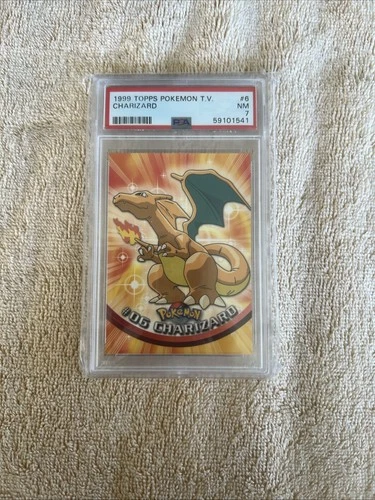 1999 TOPPS POKEMON T.V. #6
CHARIZARD NM
7
PSA 59101541
POKéMON
#06 CHARIZARD